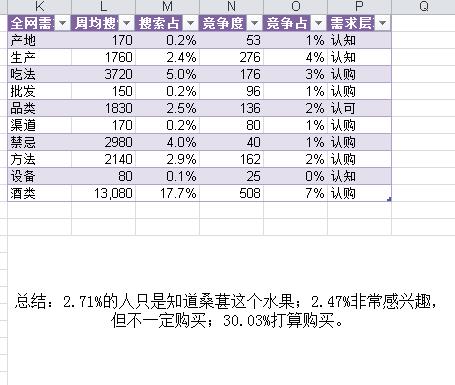 K L M N O P Q
全网需 周均搜 搜索占 竞争度 竞争占 需求层
产地 170 0.2% 53 1% 认知
生产 1760 2.4% 276 4% 认知
吃法 3720 5.0% 176 3% 认购
批发 150 0.2% 96 1% 认购
品类 1830 2.5% 136 2% 认可
渠道 170 0.2% 80 1% 认购
禁忌 2980 4.0% 40 1% 认购
方法 2140 2.9% 162 2% 认购
设备 80 0.1% 25 0% 认知
酒类 13,080 17.7% 508 7% 认购
总结：2.71%的人只是知道桑葚这个水果；2.47%非常感兴趣，
但不一定购买；30.03%打算购买。